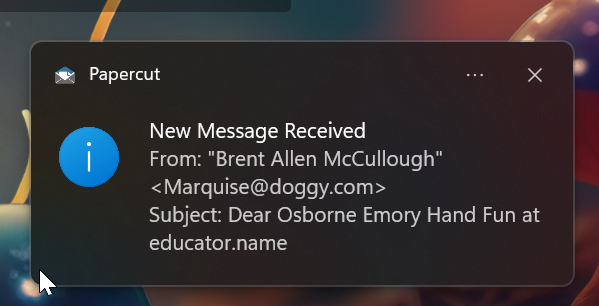 Papercut
New Message Received
From: "Brent Allen McCullough"
<Marquise@doggy.com>
Subject: Dear Osborne Emory Hand Fun at
educator.name